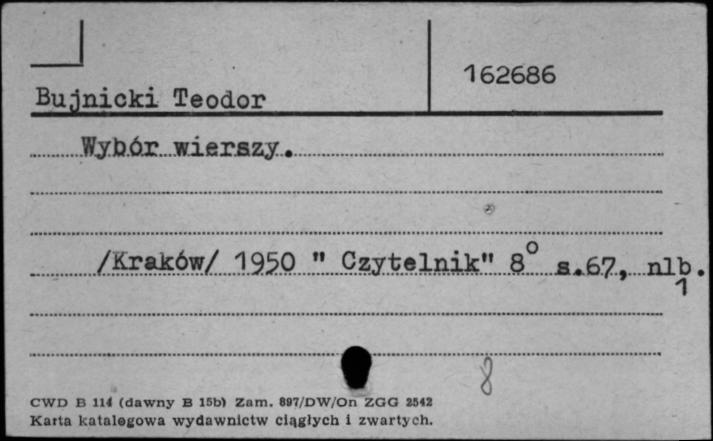 162686
Bujnicki Teodor
Wybór wierszy.
/Kraków/ 1950 " Czytelnik" 8° s.67, nlb.
1
8
CWD B 114 (dawny B 15b) Zam. 897/DW/On ZGG 2542
Karta katalogowa wydawnictw ciągłych i zwartych.